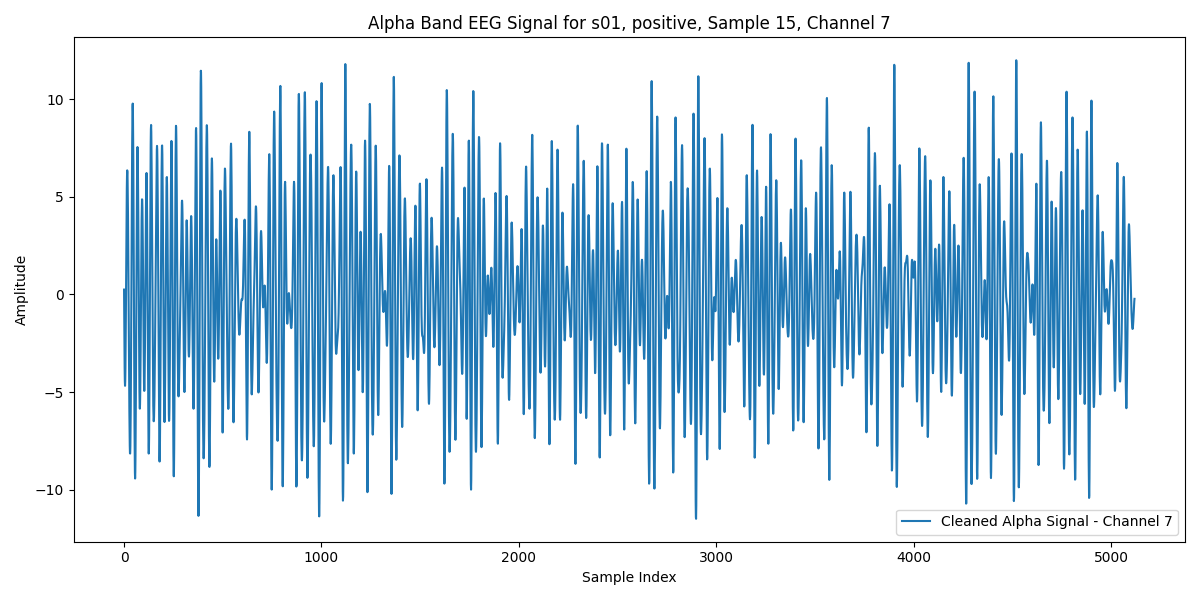 Alpha Band EEG Signal for s01, positive, Sample 15, Channel 7
Amplitude
10
5
0
−5
−10
0 1000 2000 3000 4000 5000
Sample Index
Cleaned Alpha Signal - Channel 7